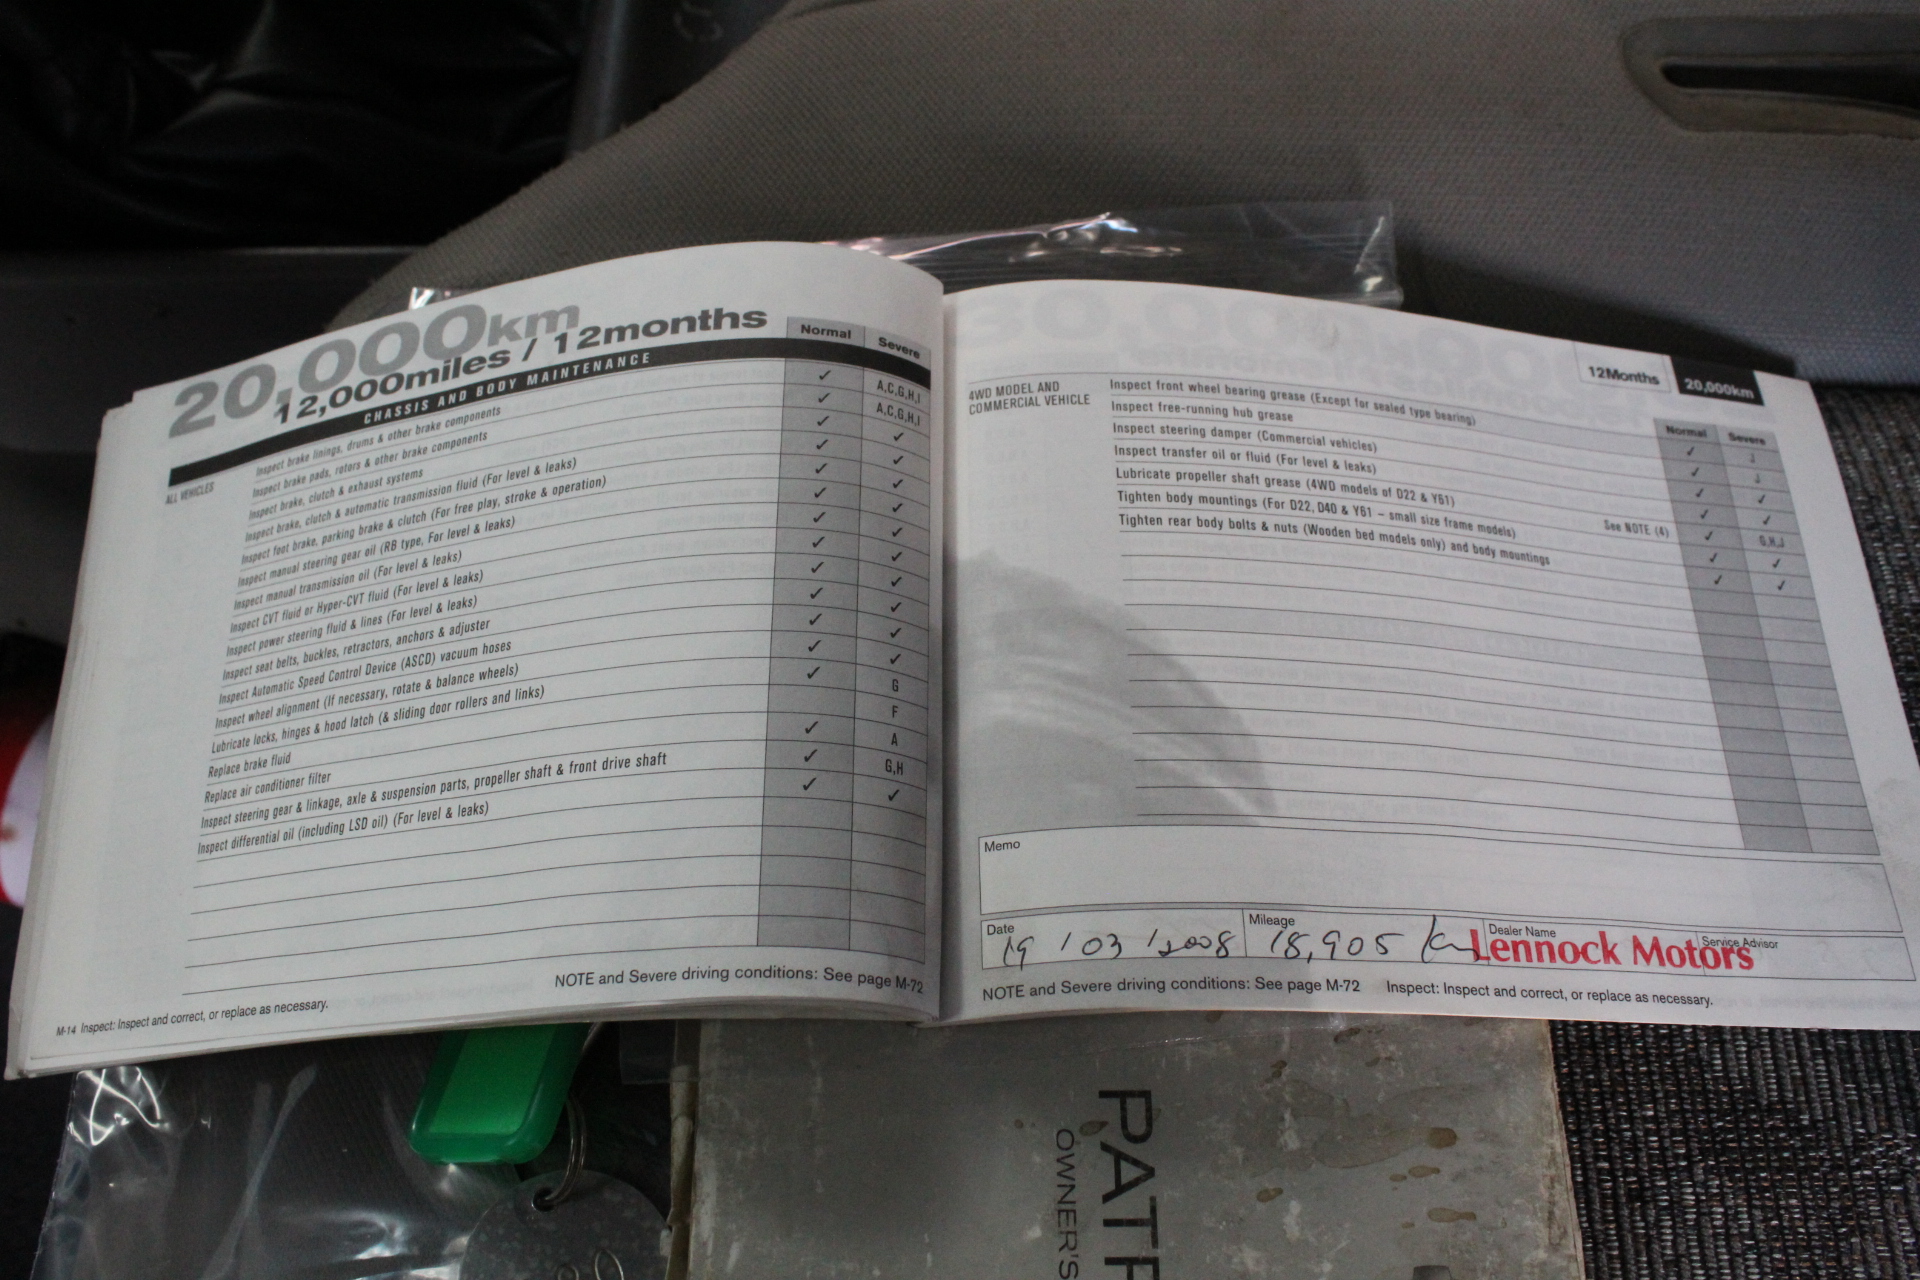 20,000km
12,000miles / 12months
Normal Severe
CHASSIS AND BODY MAINTENANCE
ALL VEHICLES
Inspect brake linings, drums & other brake components ✓ A,C,G,H,I
Inspect brake pads, rotors & other brake components ✓ A,C,G,H,I
Inspect brake, clutch & exhaust systems ✓ ✓
Inspect brake, clutch & automatic transmission fluid (For level & leaks) ✓ ✓
Inspect foot brake, parking brake & clutch (For free play, stroke & operation) ✓ ✓
Inspect manual steering gear oil (RB type, For level & leaks) ✓ ✓
Inspect manual transmission oil (For level & leaks) ✓ ✓
Inspect CVT fluid or Hyper-CVT fluid (For level & leaks) ✓ ✓
Inspect power steering fluid & lines (For level & leaks) ✓ ✓
Inspect seat belts, buckles, retractors, anchors & adjuster ✓ ✓
Inspect Automatic Speed Control Device (ASCD) vacuum hoses ✓ ✓
Inspect wheel alignment (If necessary, rotate & balance wheels) ✓ ✓
Lubricate locks, hinges & hood latch (& sliding door rollers and links) ✓ G
Replace brake fluid F
Replace air conditioner filter ✓ A
Inspect steering gear & linkage, axle & suspension parts, propeller shaft & front drive shaft ✓ G,H
Inspect differential oil (including LSD oil) (For level & leaks) ✓ ✓
NOTE and Severe driving conditions: See page M-72
M-14 Inspect: Inspect and correct, or replace as necessary.
12Months 20,000km
Normal Severe
4WD MODEL AND
COMMERCIAL VEHICLE
Inspect front wheel bearing grease (Except for sealed type bearing) ✓ J
Inspect free-running hub grease ✓ J
Inspect steering damper (Commercial vehicles) ✓ ✓
Inspect transfer oil or fluid (For level & leaks) ✓ ✓
Lubricate propeller shaft grease (4WD models of D22 & Y61) See NOTE (4) ✓ G,H,J
Tighten body mountings (For D22, D40 & Y61 – small size frame models) ✓ ✓
Tighten rear body bolts & nuts (Wooden bed models only) and body mountings ✓ ✓
Memo
Date Mileage Dealer Name Service Advisor
19 / 03 / 2008 18,905 km Lennock Motors
NOTE and Severe driving conditions: See page M-72 Inspect: Inspect and correct, or replace as necessary.
PATR
OWNER'S